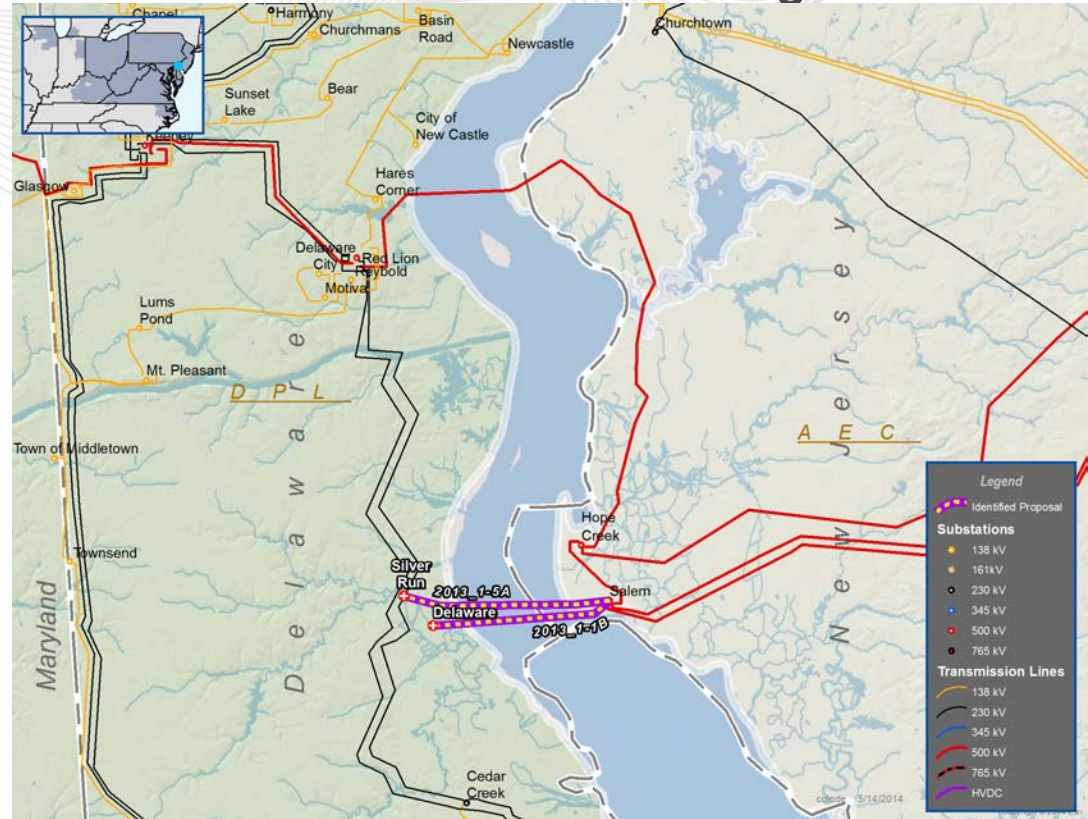 Chapel
Harmony
Churchmans
Basin
Road
Newcastle
Churchtown
Sunset
Lake
Bear
City of
New Castle
Keeney
Glasgow
Hares
Corner
Delaware
City
Red Lion
Reybold
Motiva
Lums
Pond
Mt. Pleasant
D P L
Delaware
New Jersey
A E C
Town of Middletown
Townsend
Maryland
Hope
Creek
Silver
Run
2013_1-5A
Salem
Delaware
2013_1-1B
Cedar
Creek
Legend
Identified Proposal
Substations
138 kV
161kV
230 kV
345 kV
500 kV
765 kV
Transmission Lines
138 kV
230 kV
345 kV
500 kV
765 kV
HVDC
5/14/2014